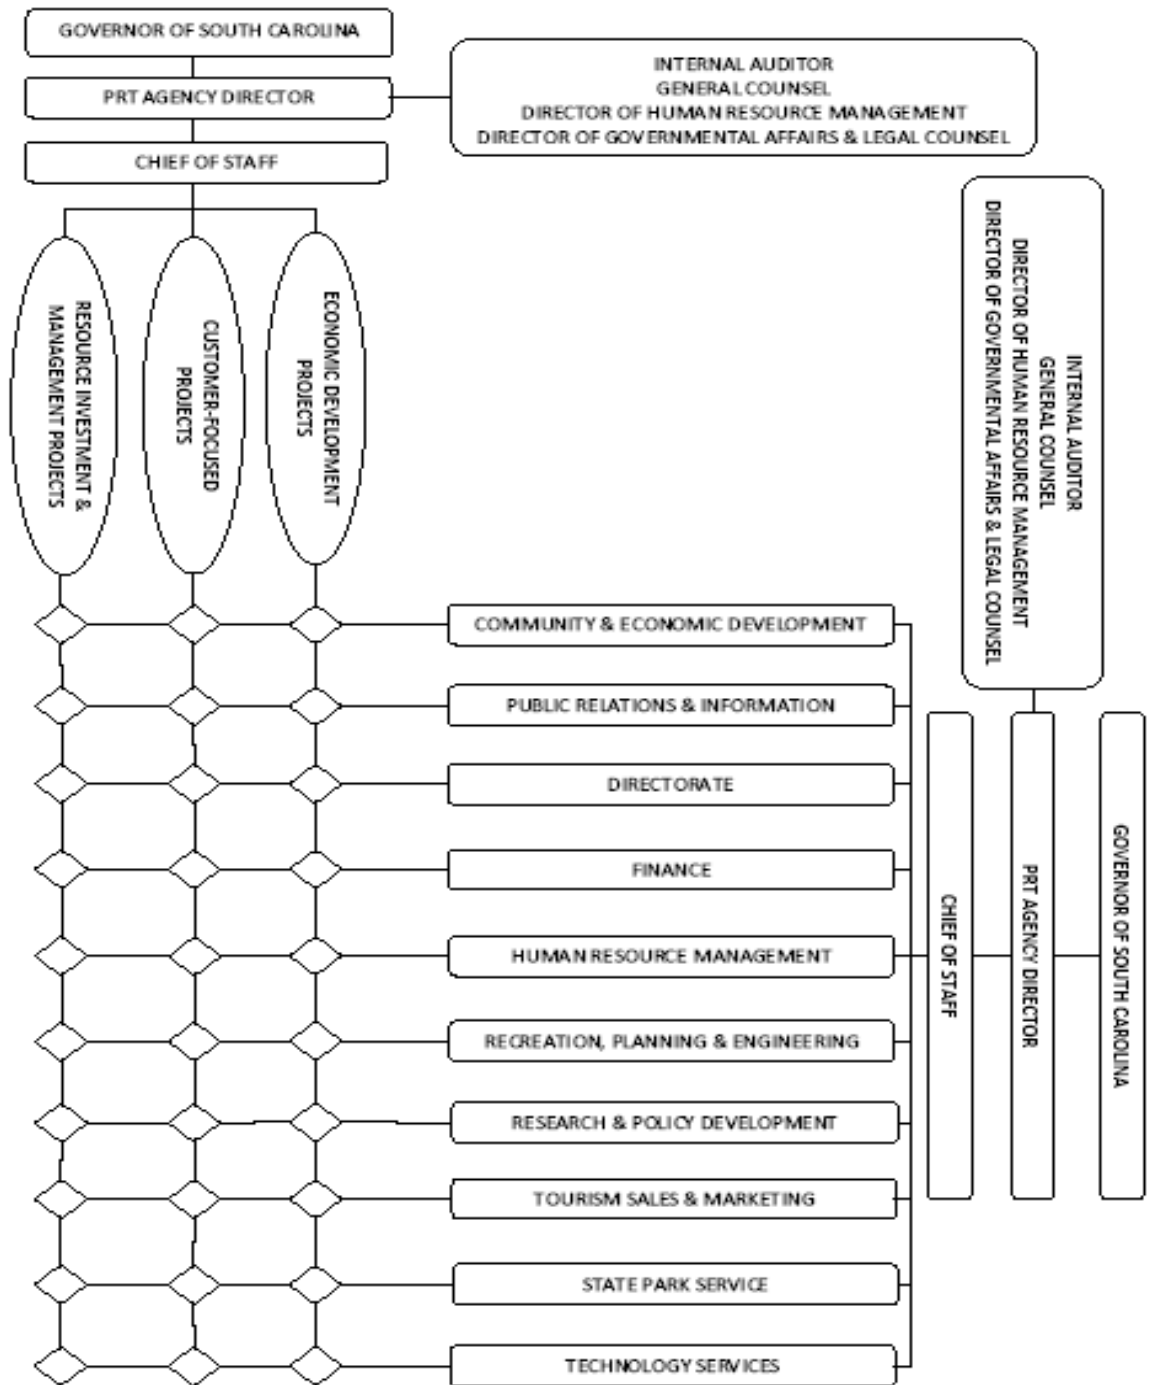 GOVERNOR OF SOUTH CAROLINA
PRT AGENCY DIRECTOR
CHIEF OF STAFF
INTERNAL AUDITOR
GENERAL COUNSEL
DIRECTOR OF HUMAN RESOURCE MANAGEMENT
DIRECTOR OF GOVERNMENTAL AFFAIRS & LEGAL COUNSEL
RESOURCE INVESTMENT &
MANAGEMENT PROJECTS
CUSTOMER-FOCUSED
PROJECTS
ECONOMIC DEVELOPMENT
PROJECTS
COMMUNITY & ECONOMIC DEVELOPMENT
PUBLIC RELATIONS & INFORMATION
DIRECTORATE
FINANCE
HUMAN RESOURCE MANAGEMENT
RECREATION, PLANNING & ENGINEERING
RESEARCH & POLICY DEVELOPMENT
TOURISM SALES & MARKETING
STATE PARK SERVICE
TECHNOLOGY SERVICES
INTERNAL AUDITOR
GENERAL COUNSEL
DIRECTOR OF HUMAN RESOURCE MANAGEMENT
DIRECTOR OF GOVERNMENTAL AFFAIRS & LEGAL COUNSEL
CHIEF OF STAFF
PRT AGENCY DIRECTOR
GOVERNOR OF SOUTH CAROLINA